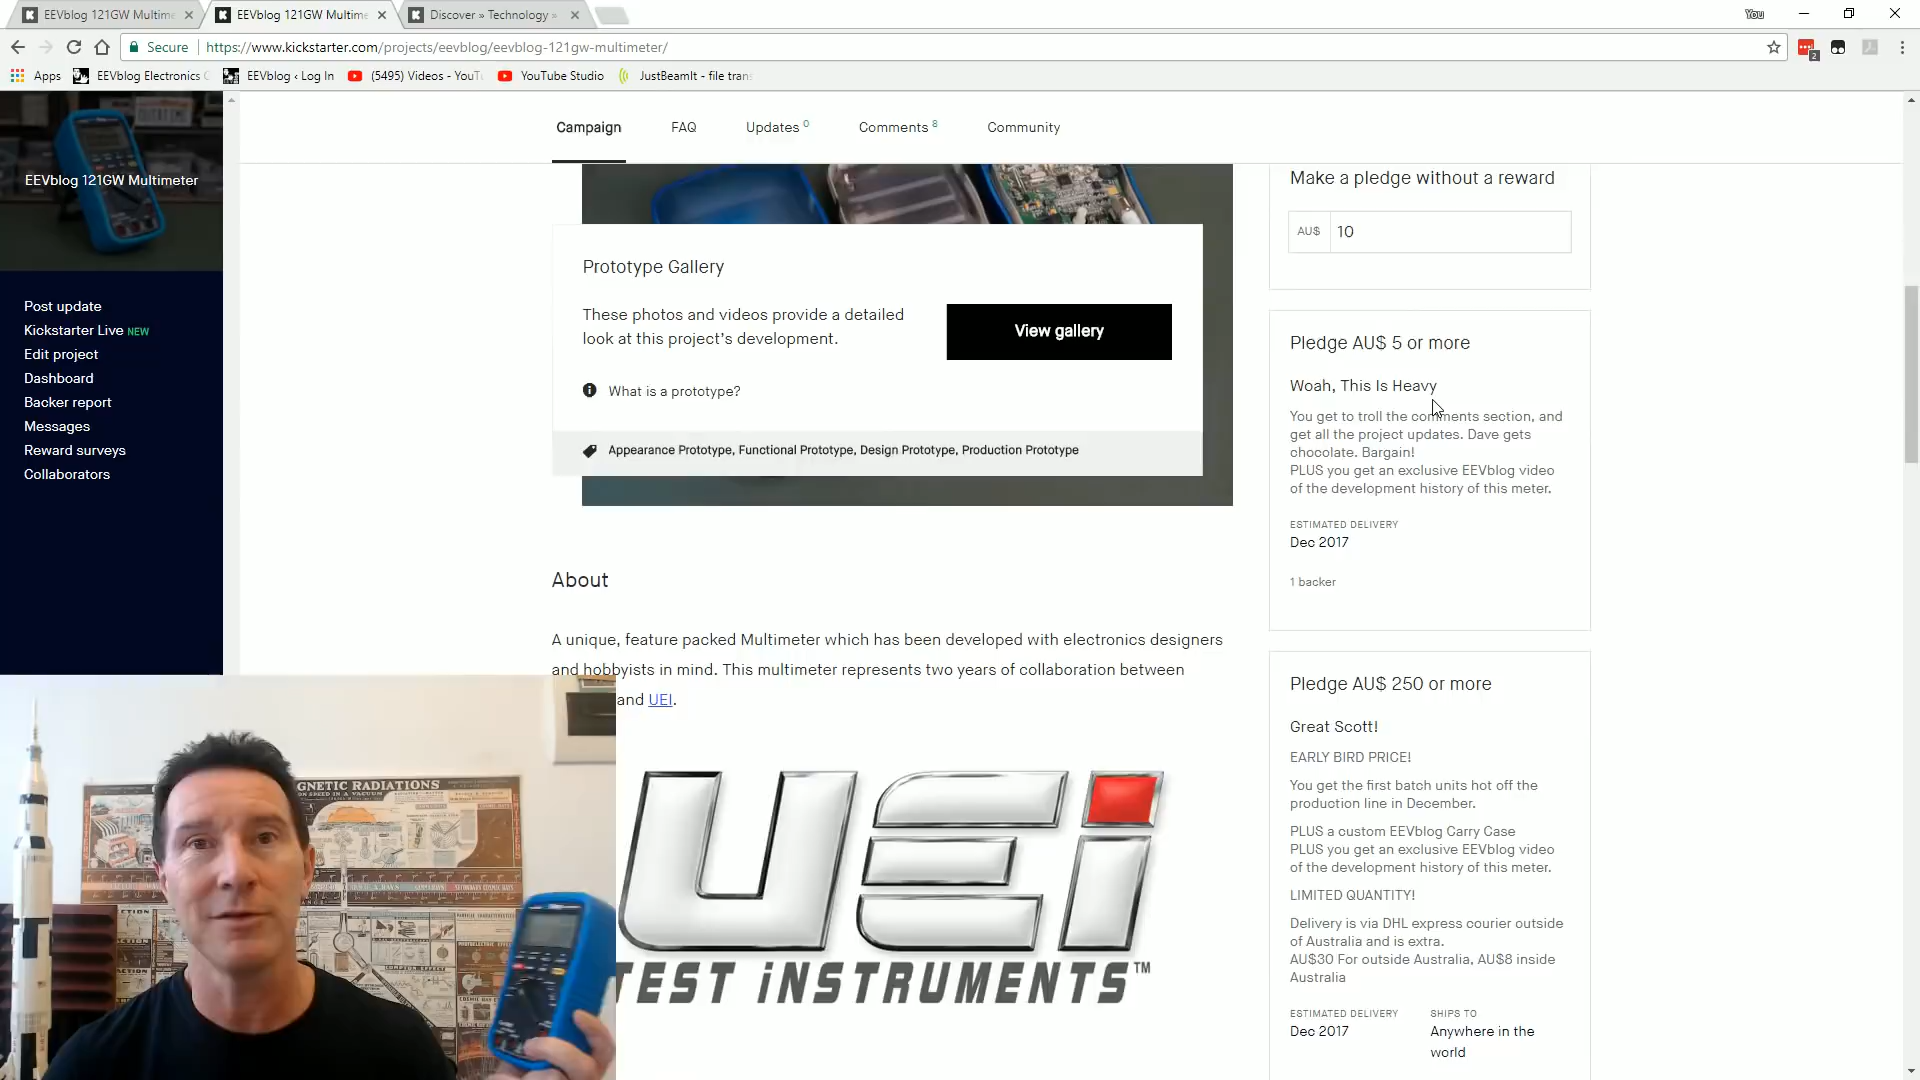 EEVblog 121GW Multime
EEVblog 121GW Multime
Discover » Technology »
You
Secure
https://www.kickstarter.com/projects/eevblog/eevblog-121gw-multimeter/
2
Apps
EEVblog Electronics
EEVblog ‹ Log In
(5495) Videos - YouT
YouTube Studio
JustBeamIt - file tran
EEVblog 121GW Multimeter
Post update
Kickstarter Live NEW
Edit project
Dashboard
Backer report
Messages
Reward surveys
Collaborators
Campaign
FAQ
Updates 0
Comments 8
Community
Prototype Gallery
These photos and videos provide a detailed
look at this project's development.
View gallery
What is a prototype?
Appearance Prototype, Functional Prototype, Design Prototype, Production Prototype
About
A unique, feature packed Multimeter which has been developed with electronics designers
and hobbyists in mind. This multimeter represents two years of collaboration between
and UEI.
UEi
TEST iNSTRUMENTS™
Make a pledge without a reward
AU$ 10
Pledge AU$ 5 or more
Woah, This Is Heavy
You get to troll the comments section, and
get all the project updates. Dave gets
chocolate. Bargain!
PLUS you get an exclusive EEVblog video
of the development history of this meter.
ESTIMATED DELIVERY
Dec 2017
1 backer
Pledge AU$ 250 or more
Great Scott!
EARLY BIRD PRICE!
You get the first batch units hot off the
production line in December.
PLUS a custom EEVblog Carry Case
PLUS you get an exclusive EEVblog video
of the development history of this meter.
LIMITED QUANTITY!
Delivery is via DHL express courier outside
of Australia and is extra.
AU$30 For outside Australia, AU$8 inside
Australia
ESTIMATED DELIVERY
Dec 2017
SHIPS TO
Anywhere in the
world
GNETIC RADIATIONS